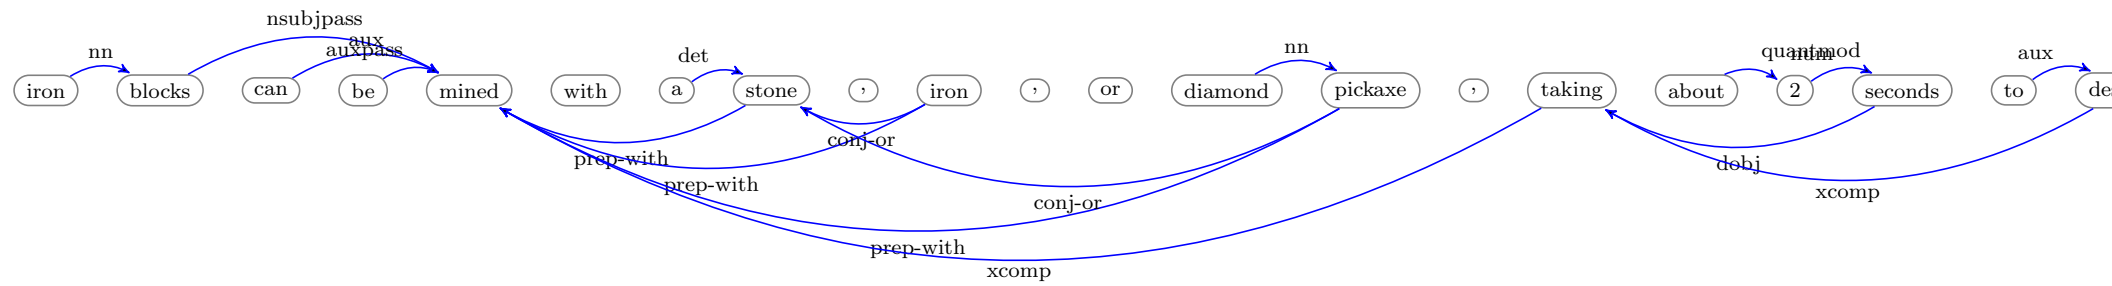 nsubjpass
aux
nn auxpass det nn quantmod num aux
iron blocks can be mined with a stone , iron , or diamond pickaxe , taking about 2 seconds to
conj-or
prep-with dobj
prep-with xcomp
conj-or
prep-with
xcomp